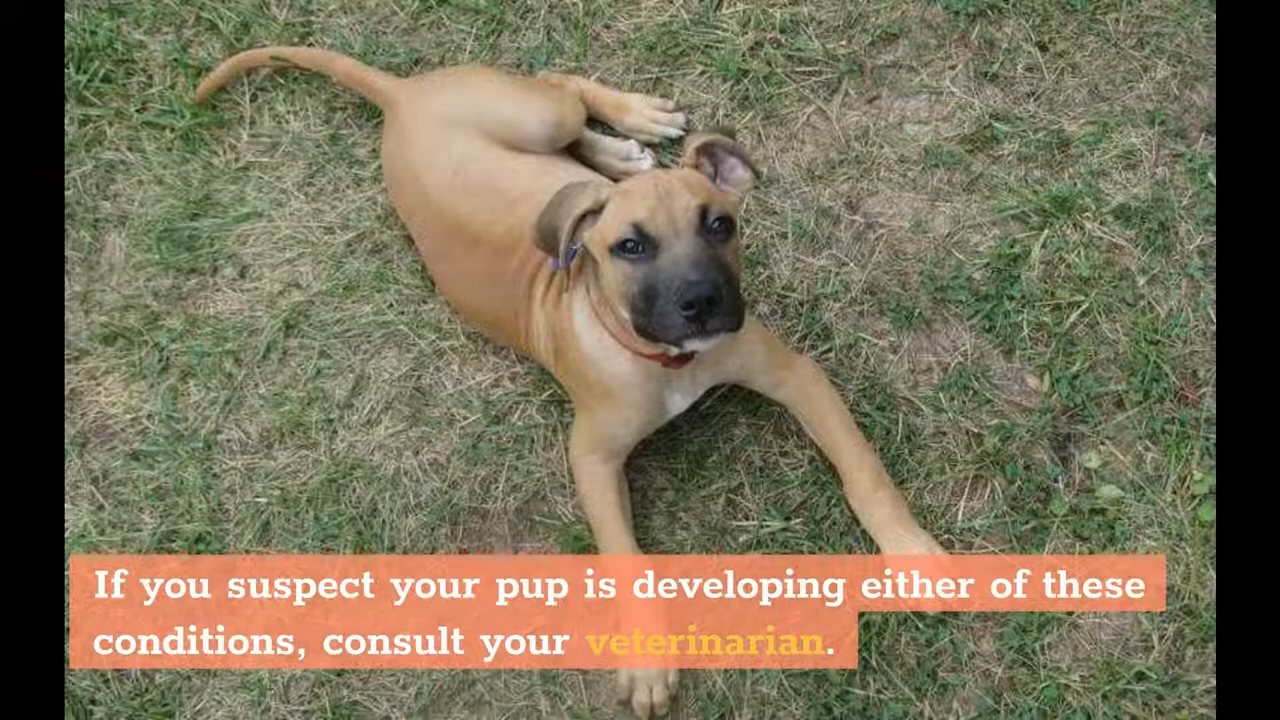 If you suspect your pup is developing either of these
conditions, consult your veterinarian.